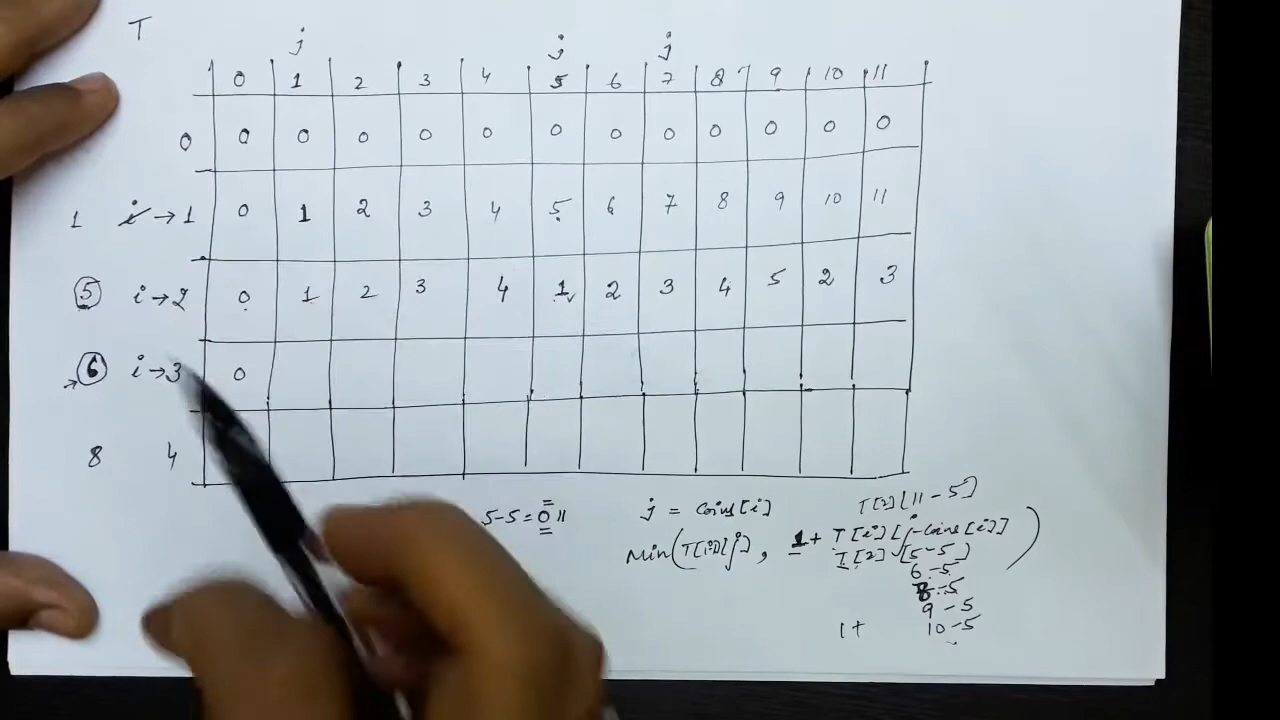 T
j j j
0 1 2 3 4 5 6 7 8 9 10 11
0 0 0 0 0 0 0 0 0 0 0 0 0
1 i→1 0 1 2 3 4 5 6 7 8 9 10 11
5 i→2 0 1 2 3 4 1 2 3 4 5 2 3
→ 6 i→3 0
8 4
5-5=0 11
j = coins[i]
T[2][11-5]
Min(T[i-1][j], 1+ T[i][j-coins[i]])
T[2][5-5]
6-5
8-5
9-5
1+ 10-5